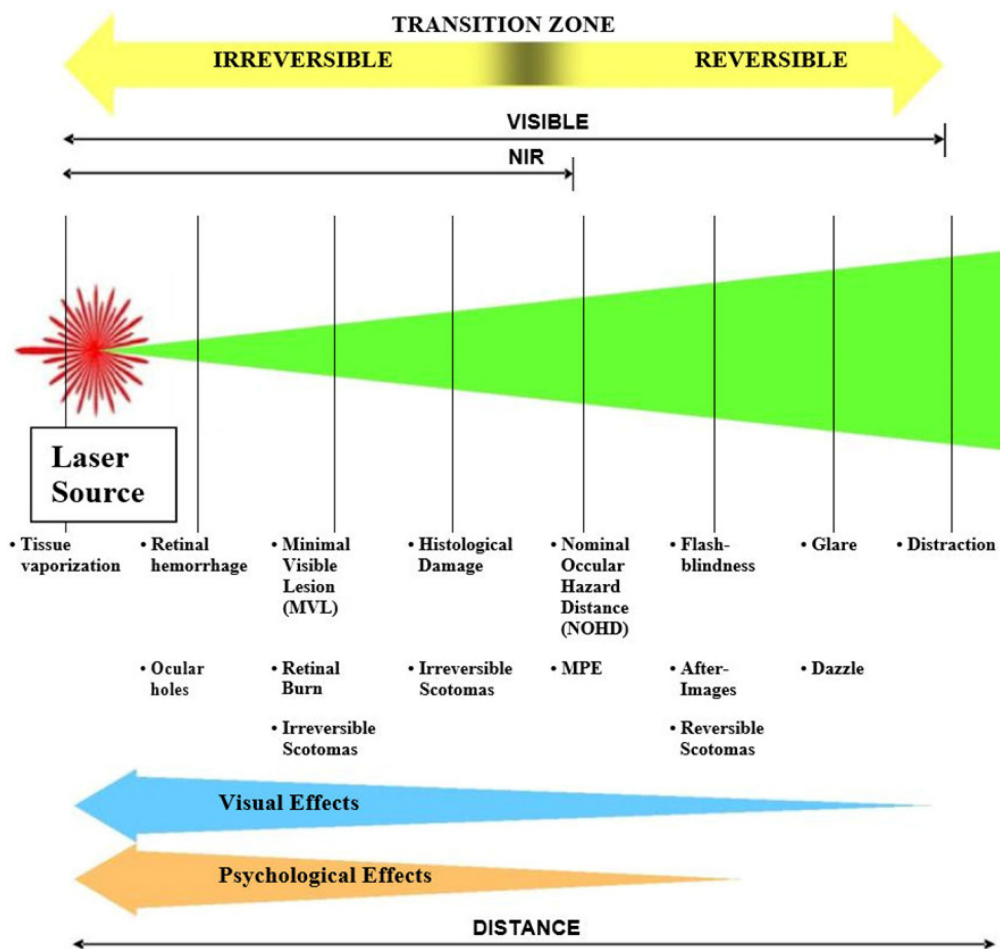 TRANSITION ZONE
IRREVERSIBLE
REVERSIBLE
VISIBLE
NIR
Laser
Source
• Tissue
vaporization
• Retinal
hemorrhage
• Ocular
holes
• Minimal
Visible
Lesion
(MVL)
• Retinal
Burn
• Irreversible
Scotomas
• Histological
Damage
• Irreversible
Scotomas
• Nominal
Occular
Hazard
Distance
(NOHD)
• MPE
• Flash-
blindness
• After-
Images
• Reversible
Scotomas
• Glare
• Dazzle
• Distraction
Visual Effects
Psychological Effects
DISTANCE